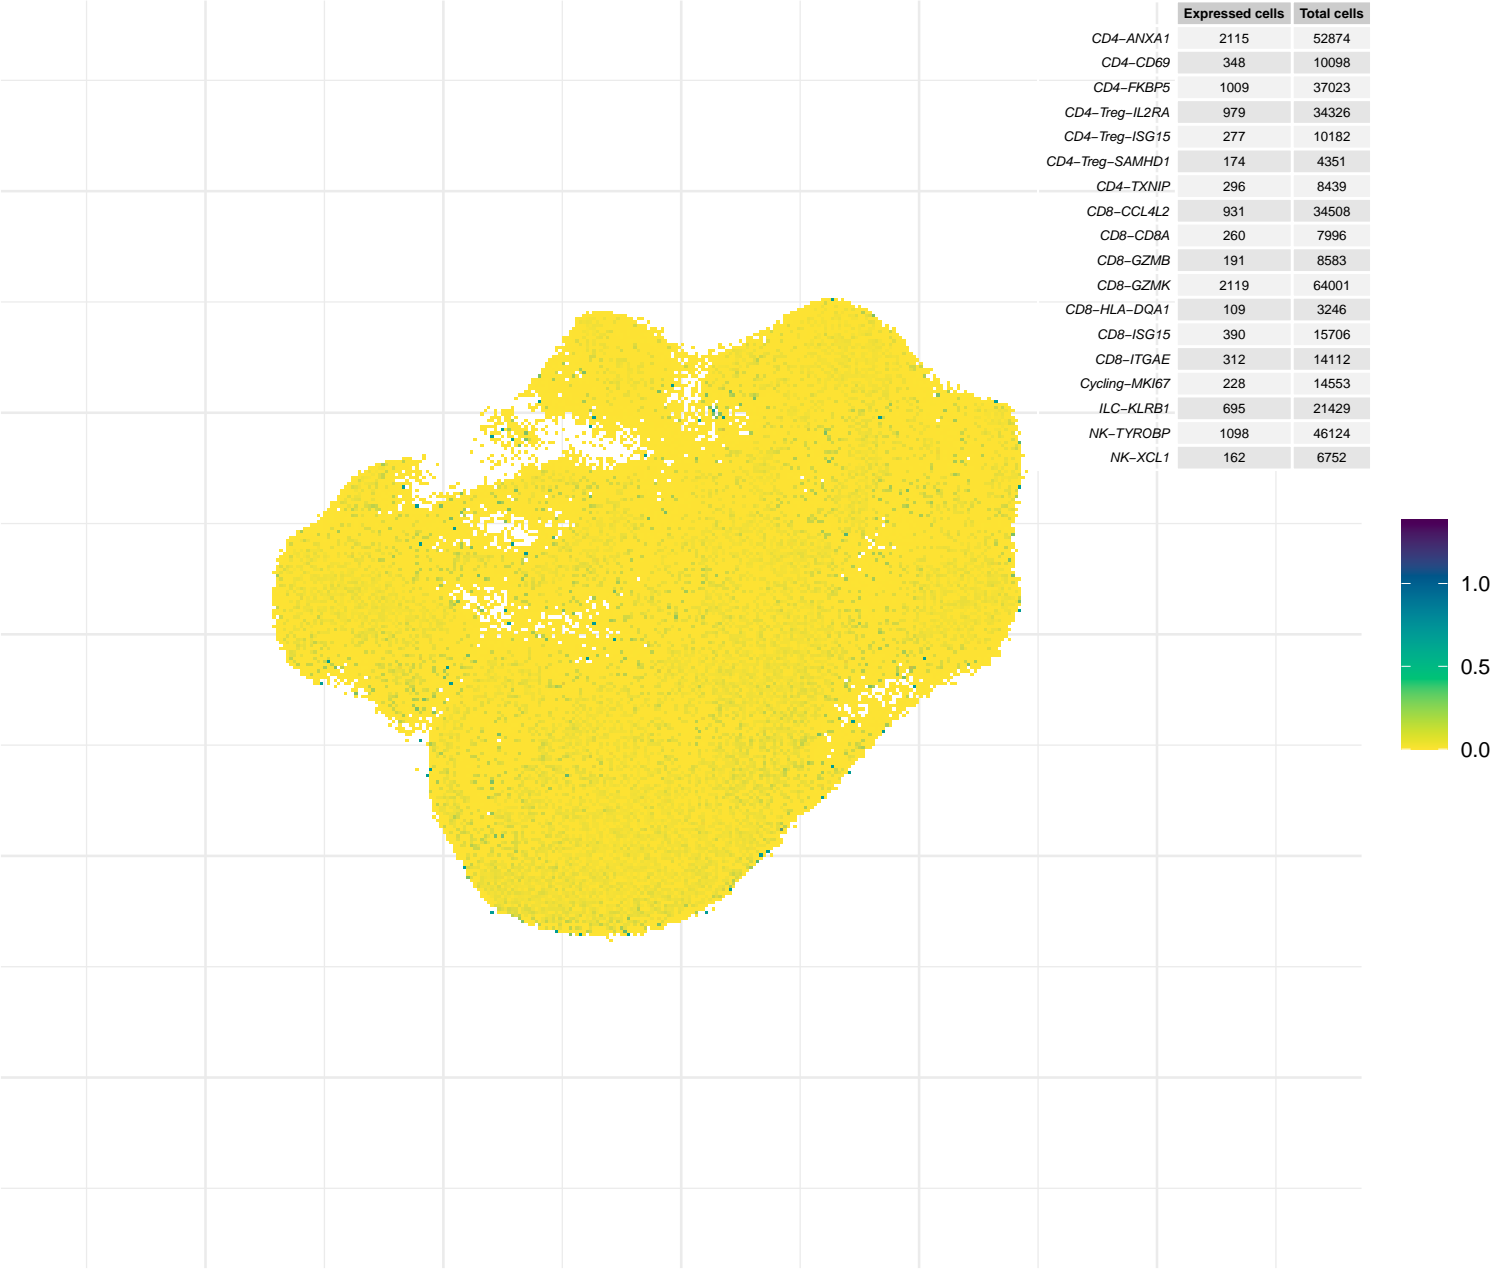 Expressed cells Total cells
CD4−ANXA1 2115 52874
CD4−CD69 348 10098
CD4−FKBP5 1009 37023
CD4−Treg−IL2RA 979 34326
CD4−Treg−ISG15 277 10182
CD4−Treg−SAMHD1 174 4351
CD4−TXNIP 296 8439
CD8−CCL4L2 931 34508
CD8−CD8A 260 7996
CD8−GZMB 191 8583
CD8−GZMK 2119 64001
CD8−HLA−DQA1 109 3246
CD8−ISG15 390 15706
CD8−ITGAE 312 14112
Cycling−MKI67 228 14553
ILC−KLRB1 695 21429
NK−TYROBP 1098 46124
NK−XCL1 162 6752
1.0
0.5
0.0